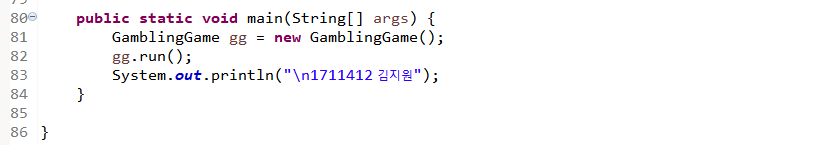 80 public static void main(String[] args) {
81 GamblingGame gg = new GamblingGame();
82 gg.run();
83 System.out.println("\n1711412 김지원");
84 }
85
86 }